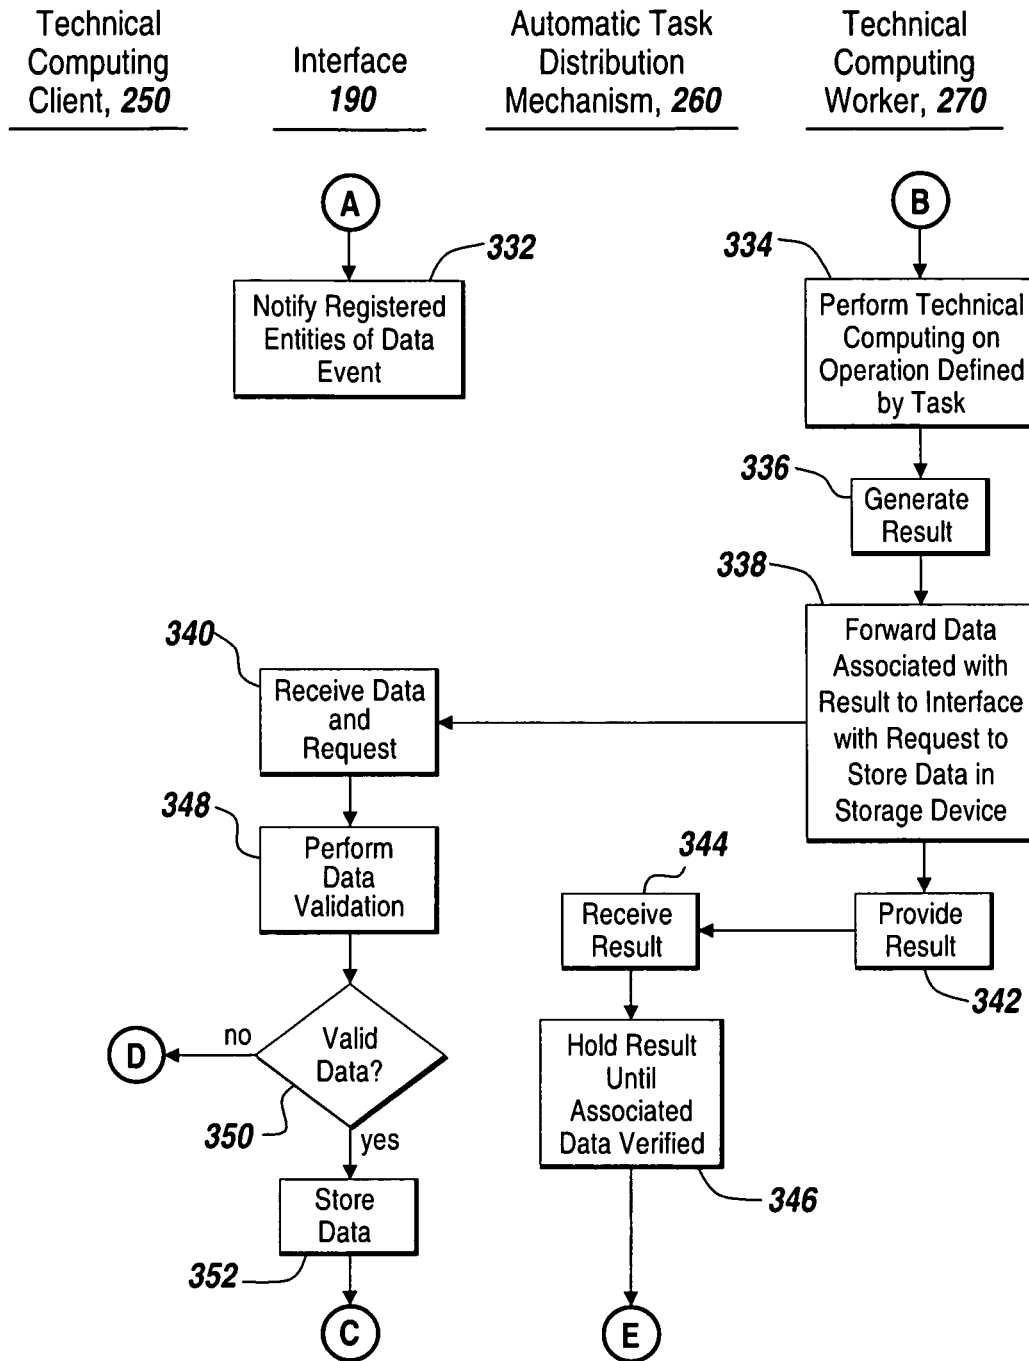 Technical
Computing
Client, 250
Interface
190
Automatic Task
Distribution
Mechanism, 260
Technical
Computing
Worker, 270
A
B
332
Notify Registered
Entities of Data
Event
334
Perform Technical
Computing on
Operation Defined
by Task
336
Generate
Result
338
Forward Data
Associated with
Result to Interface
with Request to
Store Data in
Storage Device
340
Receive Data
and
Request
348
Perform
Data
Validation
344
Receive
Result
Provide
Result
342
D
no
Valid
Data?
350
yes
Hold Result
Until
Associated
Data Verified
346
Store
Data
352
C
E